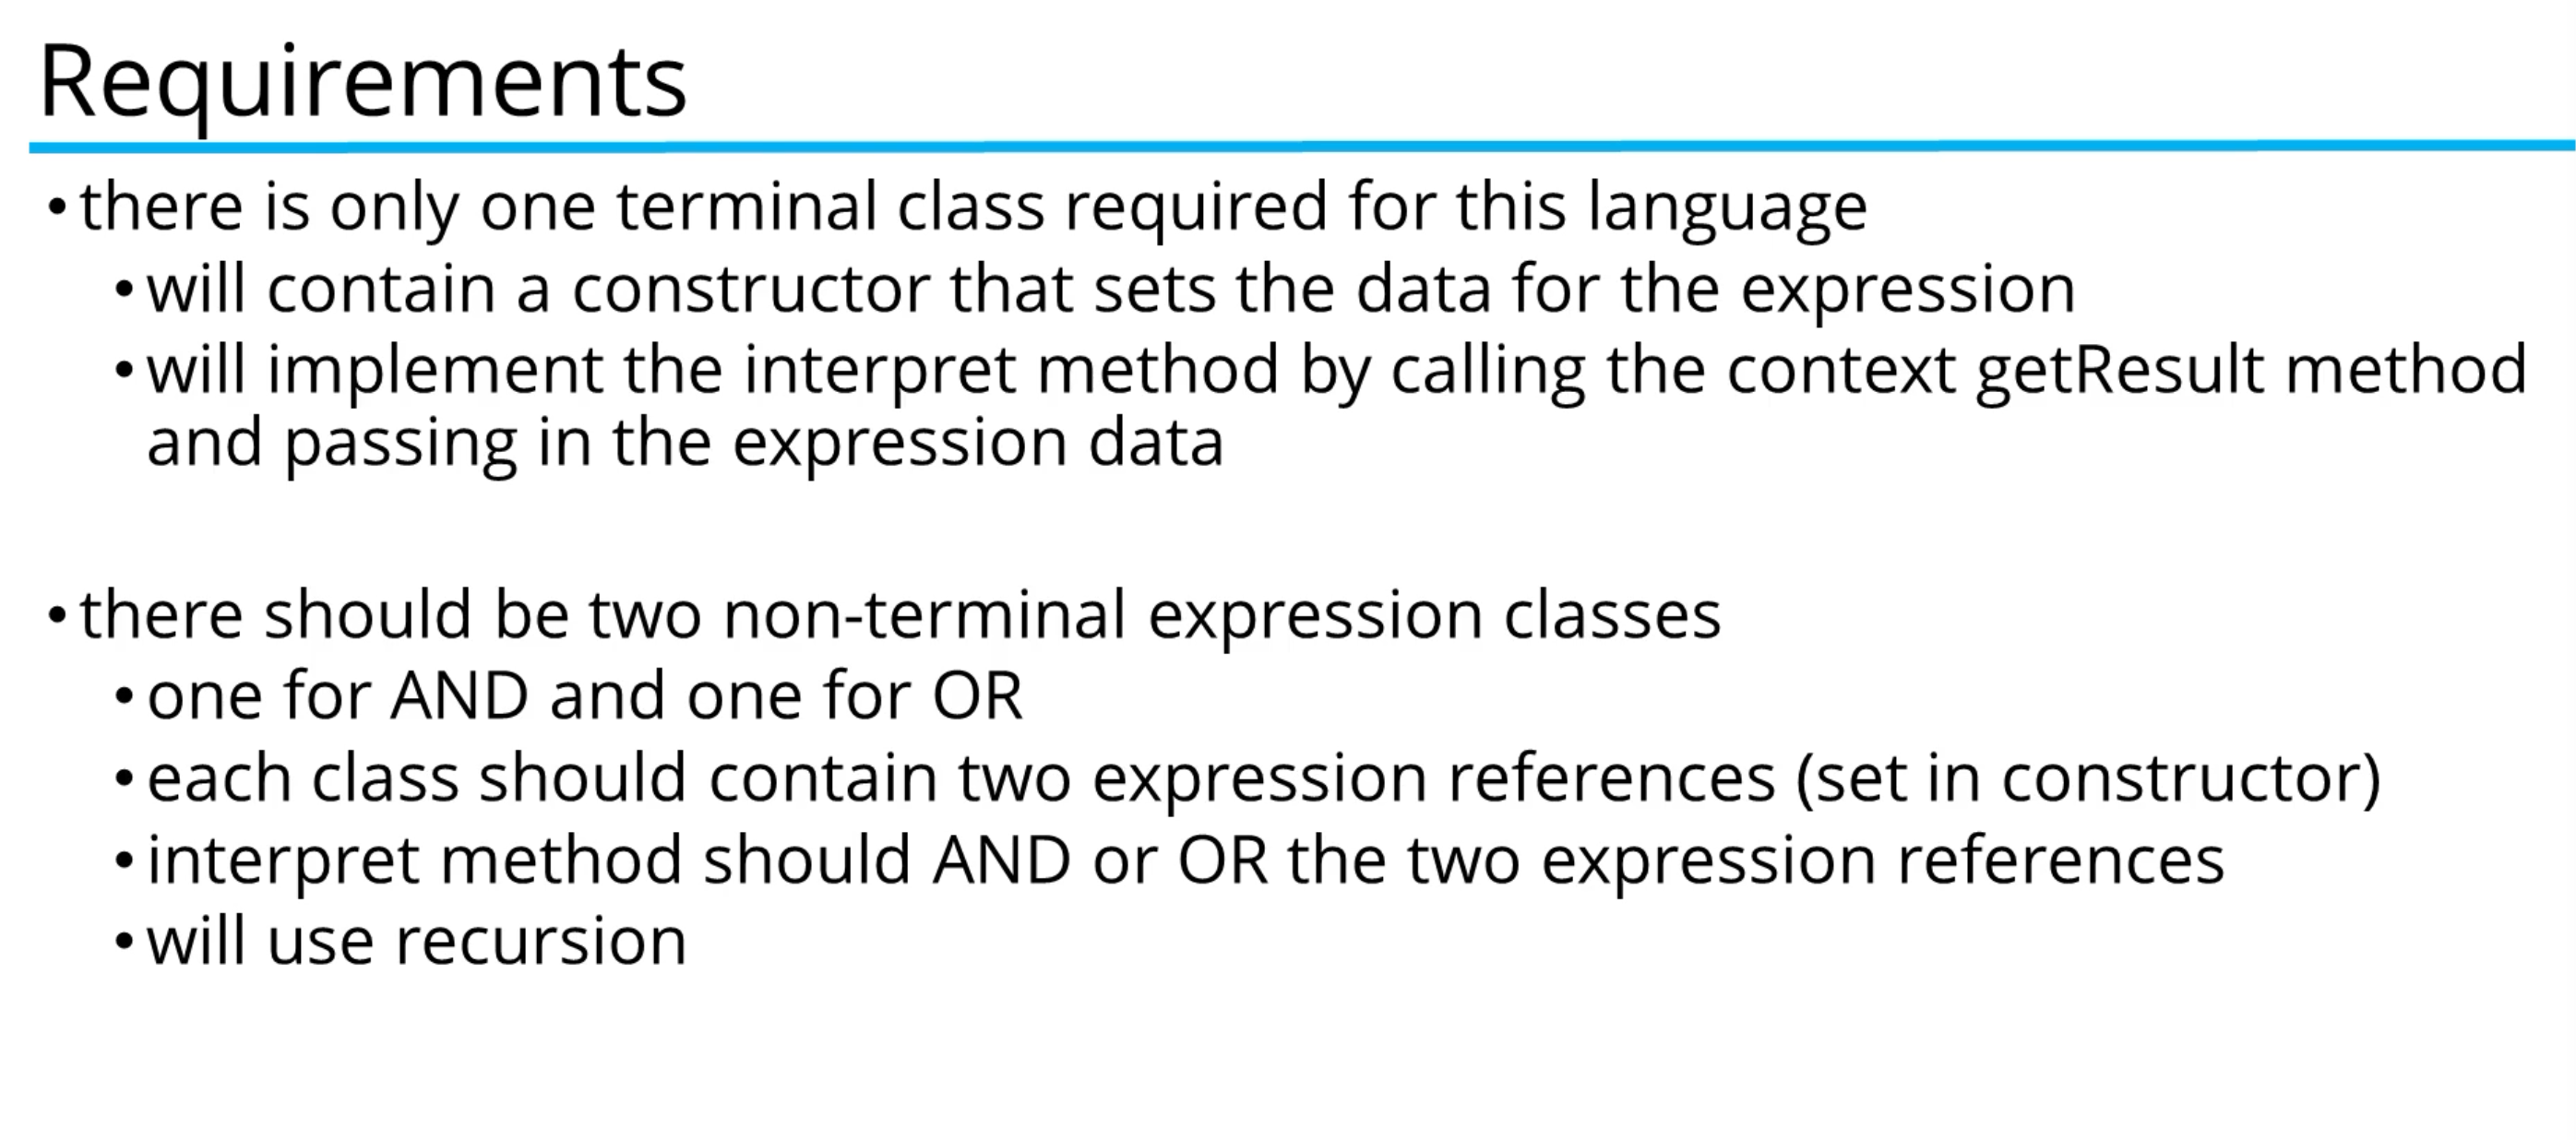 Requirements
• there is only one terminal class required for this language
• will contain a constructor that sets the data for the expression
• will implement the interpret method by calling the context getResult method
and passing in the expression data
• there should be two non-terminal expression classes
• one for AND and one for OR
• each class should contain two expression references (set in constructor)
• interpret method should AND or OR the two expression references
• will use recursion